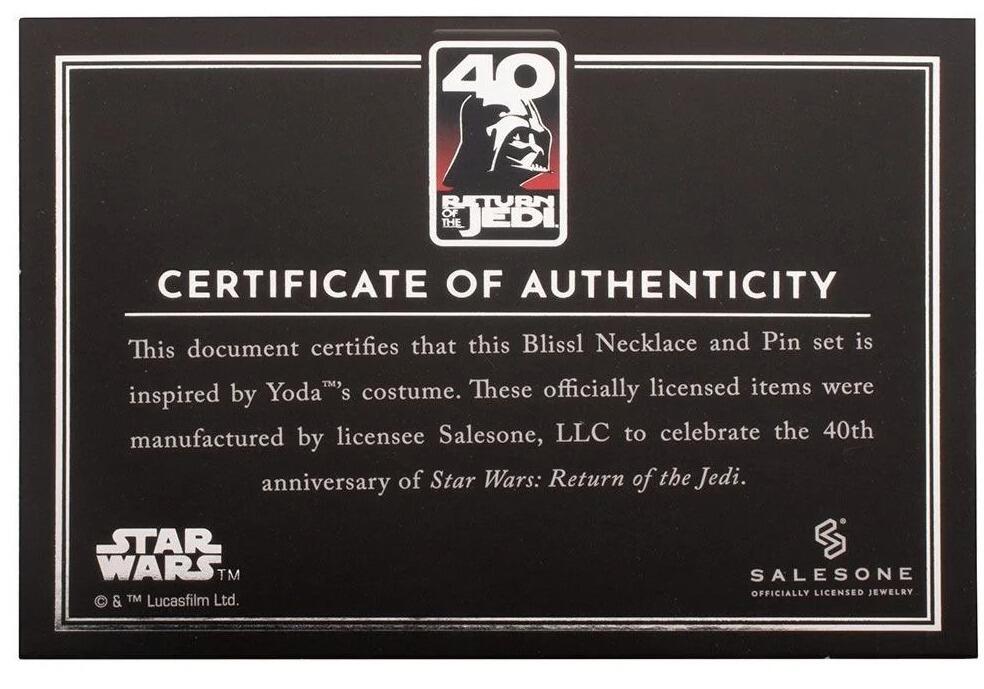 40
RETURN
OF THE JEDI.
CERTIFICATE OF AUTHENTICITY
This document certifies that this Blissl Necklace and Pin set is
inspired by Yoda™'s costume. These officially licensed items were
manufactured by licensee Salesone, LLC to celebrate the 40th
anniversary of Star Wars: Return of the Jedi.
STAR
WARS TM
© & ™ Lucasfilm Ltd.
S®
SALESONE
OFFICIALLY LICENSED JEWELRY